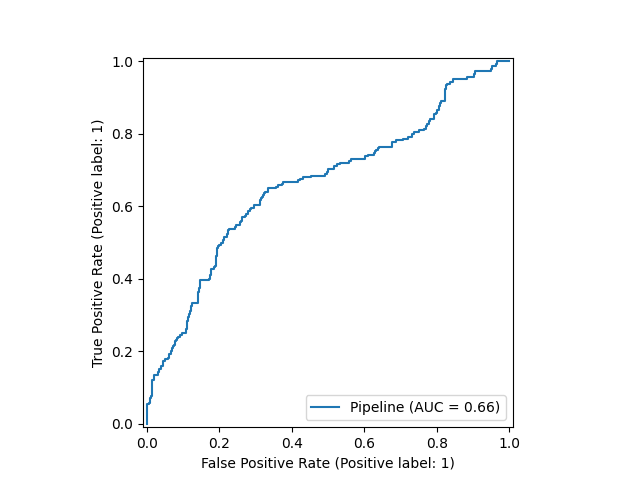 1.0
0.8
0.6
0.4
0.2
0.0
True Positive Rate (Positive label: 1)
Pipeline (AUC = 0.66)
0.0 0.2 0.4 0.6 0.8 1.0
False Positive Rate (Positive label: 1)